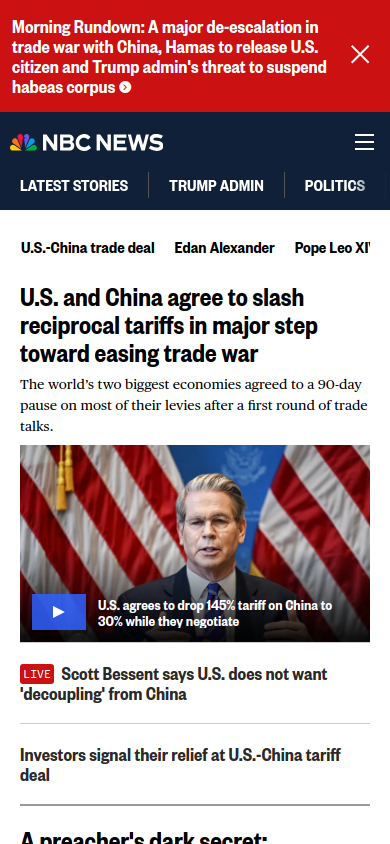 Morning Rundown: A major de-escalation in
trade war with China, Hamas to release U.S.
citizen and Trump admin's threat to suspend
habeas corpus
NBC NEWS
LATEST STORIES
TRUMP ADMIN
POLITICS
U.S.-China trade deal
Edan Alexander
Pope Leo XIV
U.S. and China agree to slash
reciprocal tariffs in major step
toward easing trade war
The world's two biggest economies agreed to a 90-day
pause on most of their levies after a first round of trade
talks.
U.S. agrees to drop 145% tariff on China to
30% while they negotiate
LIVE Scott Bessent says U.S. does not want
'decoupling' from China
Investors signal their relief at U.S.-China tariff
deal
A preacher's dark secret: